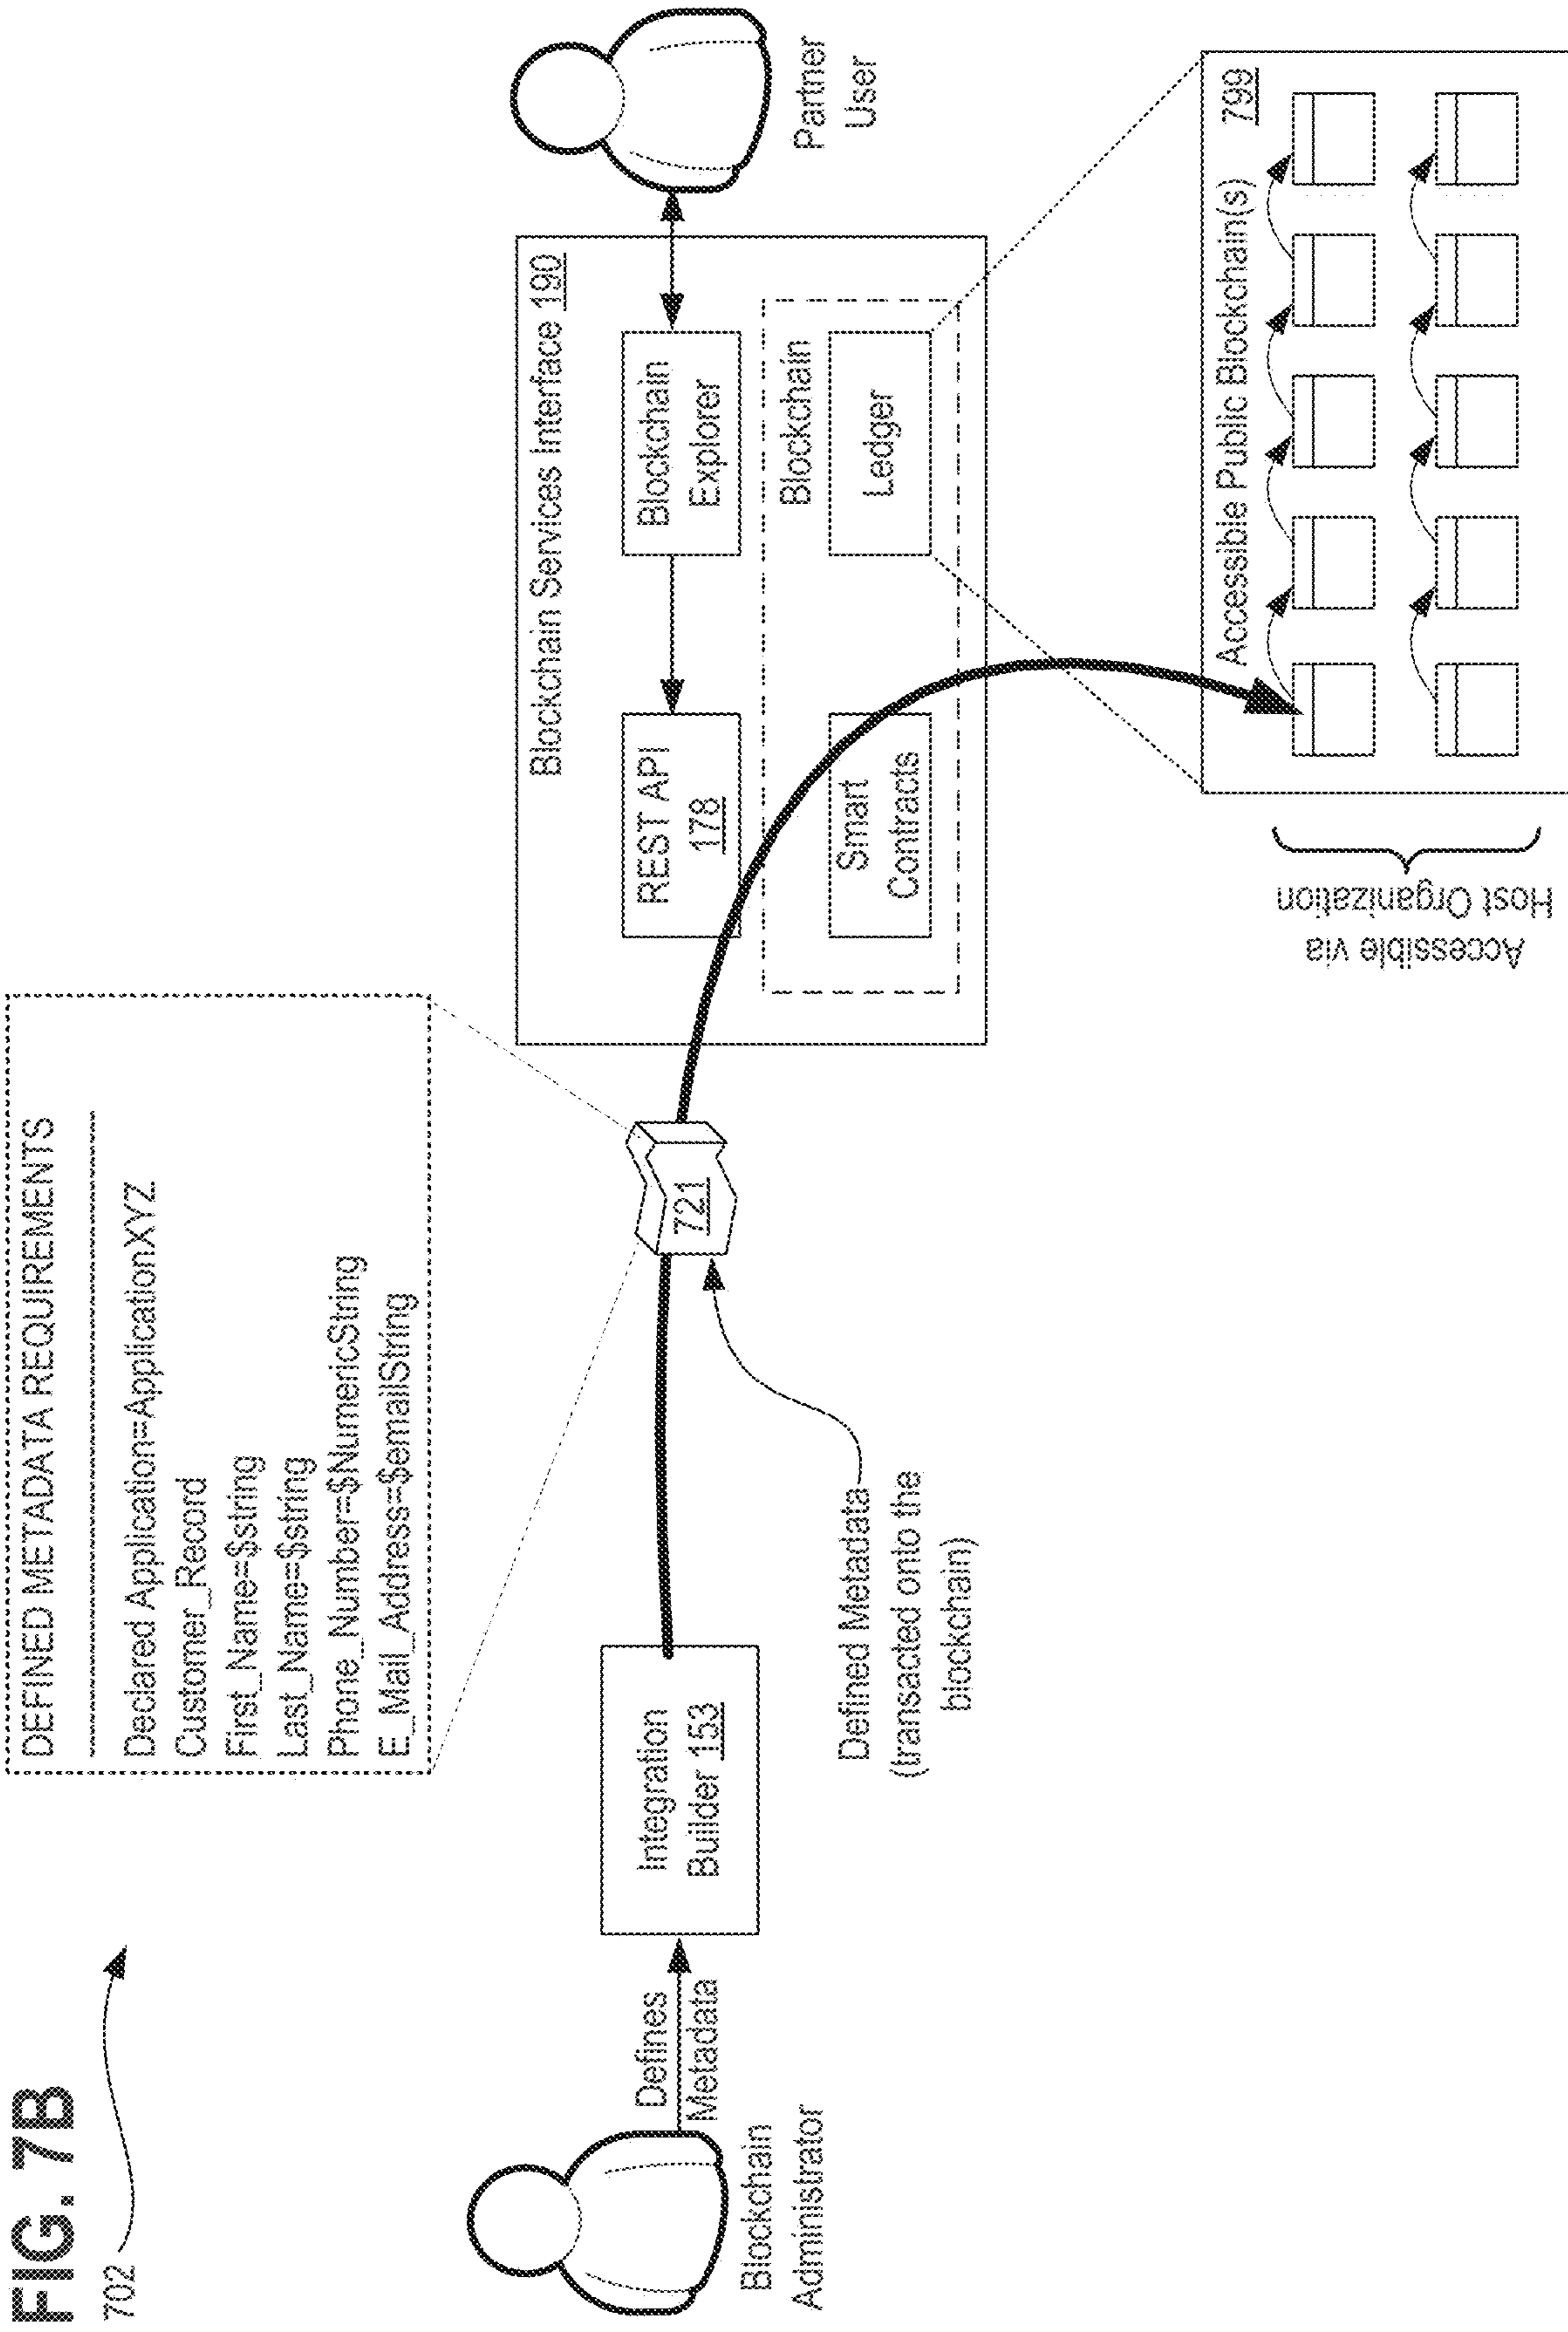 FIG. 7B
702
DEFINED METADATA REQUIREMENTS
Declared Application=ApplicationXYZ
Customer_Record
First_Name=$string
Last_Name=$string
Phone_Number=$NumericString
E_Mail_Address=$emailString
Blockchain
Administrator
Defines
Metadata
Integration
Builder 153
721
Defined Metadata
(transacted onto the
blockchain)
Blockchain Services Interface 190
REST API
178
Blockchain
Explorer
Blockchain
Smart
Contracts
Ledger
Partner
User
Accessible via
Host Organization
Accessible Public Blockchain(s) 799